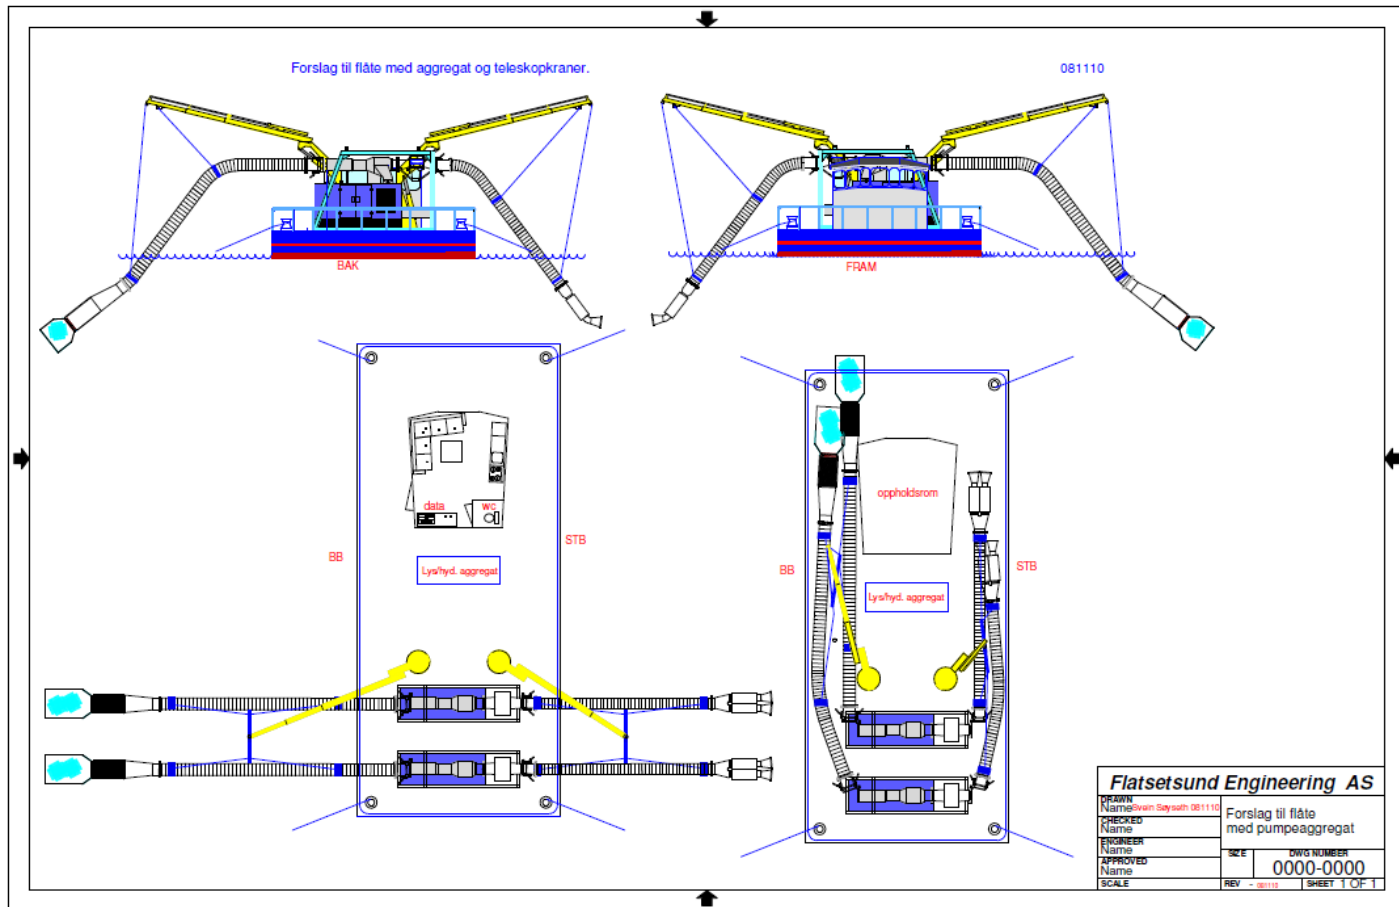 Forslag til flåte med aggregat og teleskopkraner.
081110
BAK
FRAM
data
wc
BB
STB
Lys/hyd. aggregat
oppholdsrom
BB
STB
Lys/hyd. aggregat
Flatsetsund Engineering AS
DRAWN
Name Svein Søyseth 081110
CHECKED
Name
ENGINEER
Name
APPROVED
Name
SCALE
Forslag til flåte
med pumpeaggregat
SIZE
DWG NUMBER
0000-0000
REV - 081110
SHEET 1 OF 1